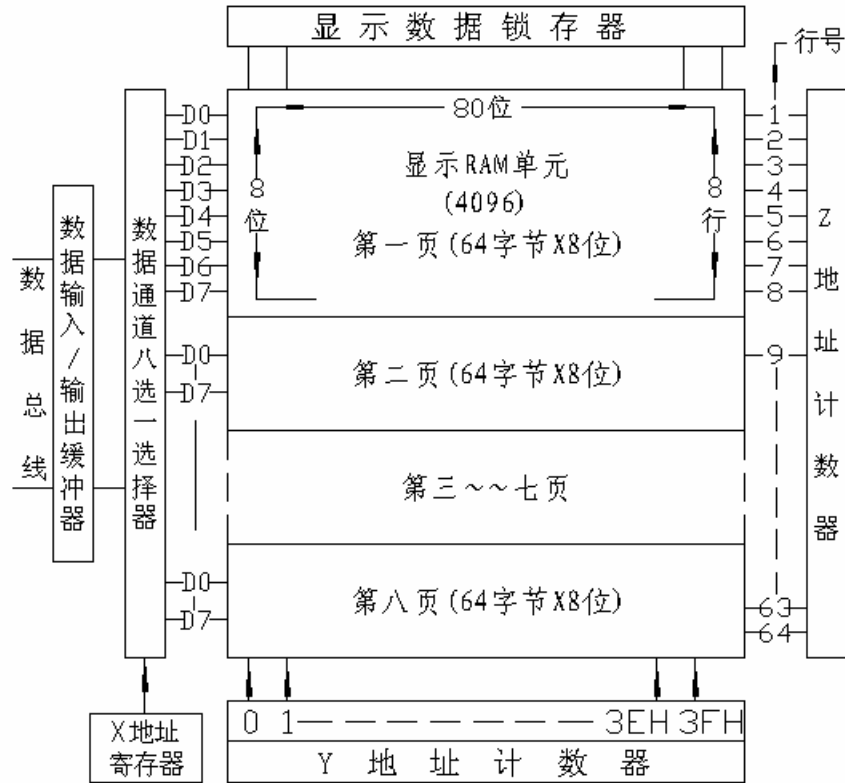 显示数据锁存器
行号
80位
D0
D1
D2
D3
D4
D5
D6
D7
8位
显示RAM单元
(4096)
第一页(64字节X8位)
8行
1
2
3
4
5
6
7
8
数据总线
数据输入/输出缓冲器
数据通道八选一选择器
D0
D7
第二页(64字节X8位)
9
Z地址计数器
第三~~七页
D0
D7
第八页(64字节X8位)
63
64
X地址
寄存器
0 1 — — — — — — — 3EH 3FH
Y地址计数器